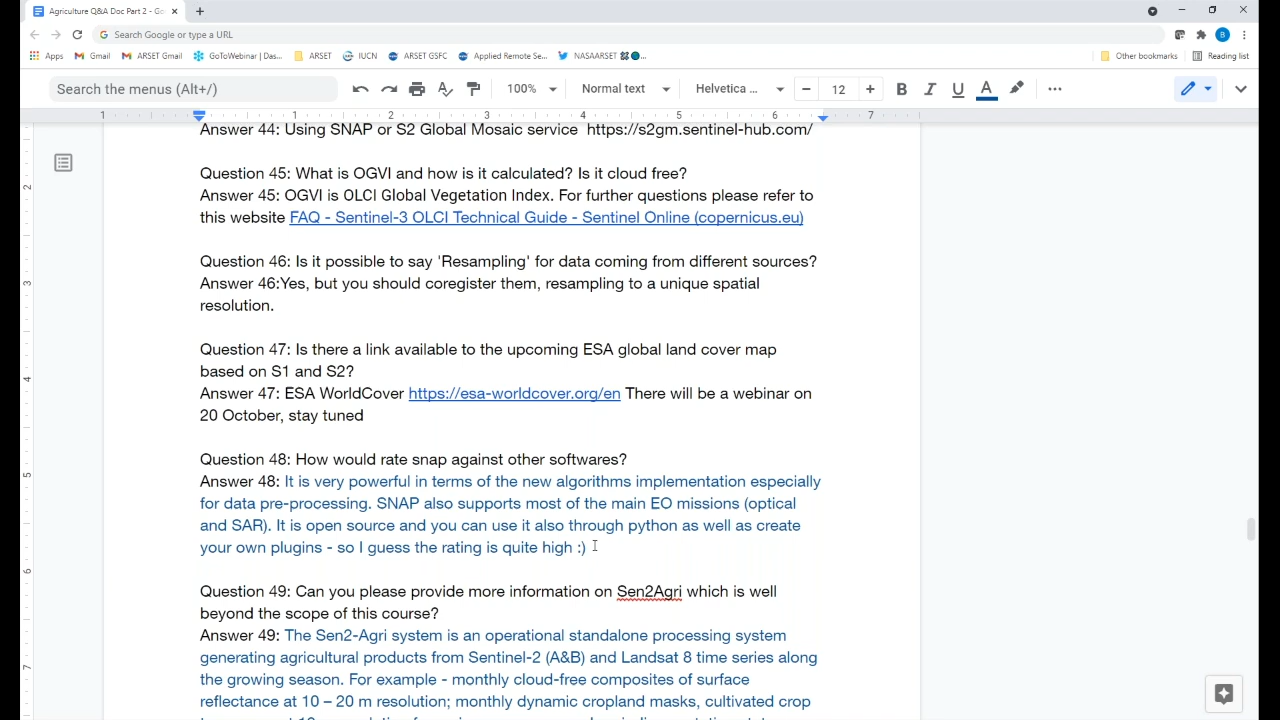 Agriculture Q&A Doc Part 2 - Go
Search Google or type a URL
B
Apps Gmail ARSET Gmail GoToWebinar | Das... ARSET IUCN ARSET GSFC Applied Remote Se... NASAARSET Other bookmarks Reading list
Search the menus (Alt+/) 100% Normal text Helvetica ... 12 B I U A
1 1 2 3 4 5 6 7
Answer 44: Using SNAP or S2 Global Mosaic service https://s2gm.sentinel-hub.com/
Question 45: What is OGVI and how is it calculated? Is it cloud free?
Answer 45: OGVI is OLCI Global Vegetation Index. For further questions please refer to
this website FAQ - Sentinel-3 OLCI Technical Guide - Sentinel Online (copernicus.eu)
Question 46: Is it possible to say 'Resampling' for data coming from different sources?
Answer 46:Yes, but you should coregister them, resampling to a unique spatial
resolution.
Question 47: Is there a link available to the upcoming ESA global land cover map
based on S1 and S2?
Answer 47: ESA WorldCover https://esa-worldcover.org/en There will be a webinar on
20 October, stay tuned
Question 48: How would rate snap against other softwares?
Answer 48: It is very powerful in terms of the new algorithms implementation especially
for data pre-processing. SNAP also supports most of the main EO missions (optical
and SAR). It is open source and you can use it also through python as well as create
your own plugins - so I guess the rating is quite high :)
Question 49: Can you please provide more information on Sen2Agri which is well
beyond the scope of this course?
Answer 49: The Sen2-Agri system is an operational standalone processing system
generating agricultural products from Sentinel-2 (A&B) and Landsat 8 time series along
the growing season. For example - monthly cloud-free composites of surface
reflectance at 10 – 20 m resolution; monthly dynamic cropland masks, cultivated crop
2
3
4
5
6
7